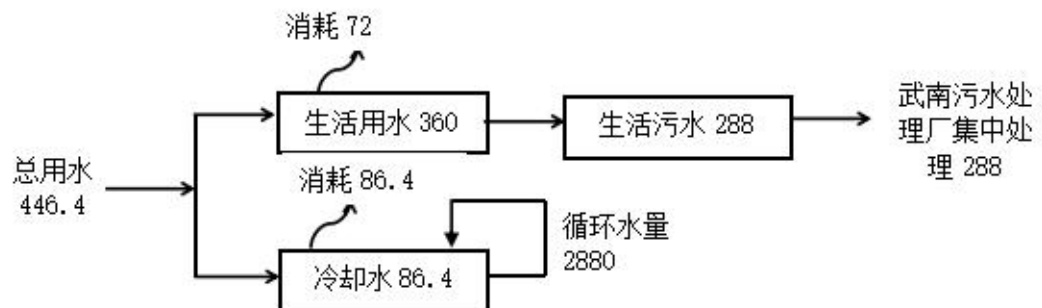 消耗 72
生活用水 360
生活污水 288
武南污水处
理厂集中处
理 288
总用水
446.4
消耗 86.4
冷却水 86.4
循环水量
2880